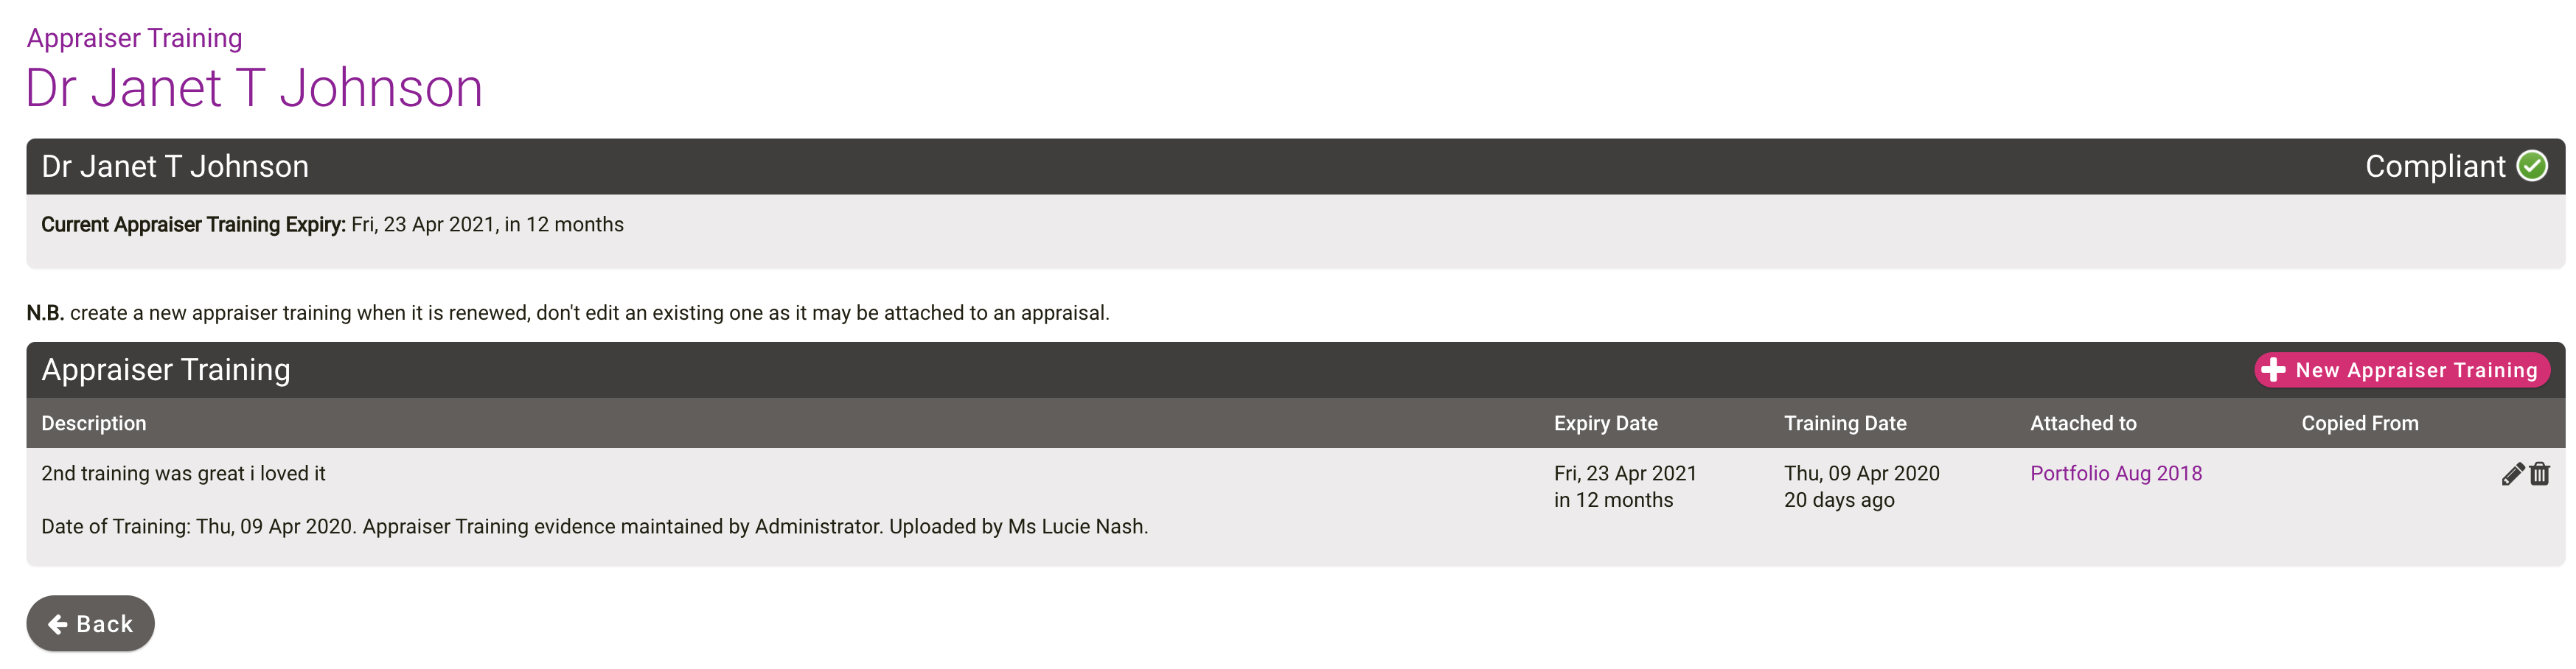 Appraiser Training
Dr Janet T Johnson
Dr Janet T Johnson
Compliant
Current Appraiser Training Expiry: Fri, 23 Apr 2021, in 12 months
N.B. create a new appraiser training when it is renewed, don't edit an existing one as it may be attached to an appraisal.
Appraiser Training
New Appraiser Training
Description Expiry Date Training Date Attached to Copied From
2nd training was great i loved it Fri, 23 Apr 2021 Thu, 09 Apr 2020 Portfolio Aug 2018
in 12 months 20 days ago
Date of Training: Thu, 09 Apr 2020. Appraiser Training evidence maintained by Administrator. Uploaded by Ms Lucie Nash.
Back